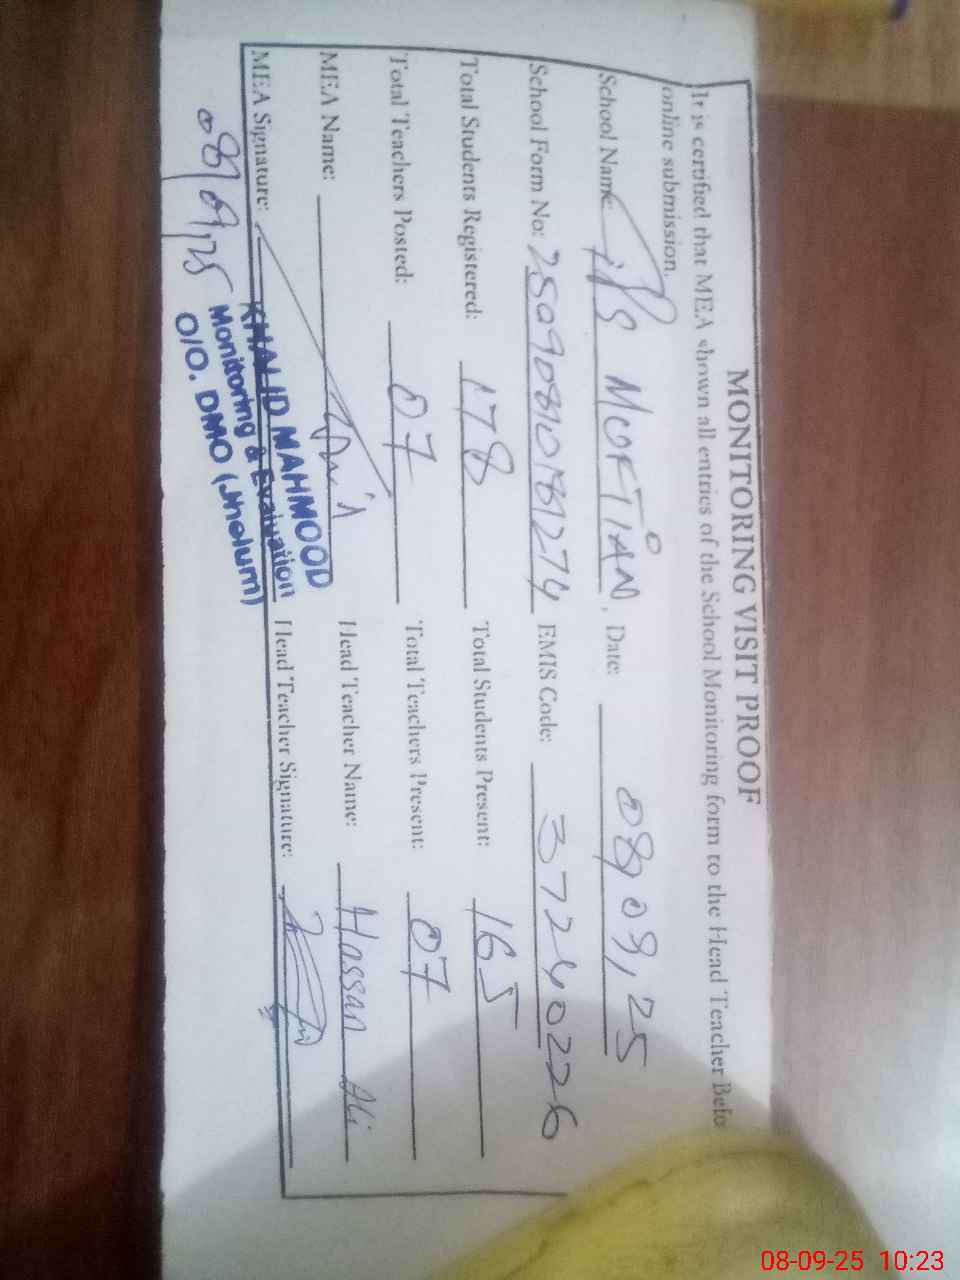 MONITORING VISIT PROOF
It is certified that MEA shown all entries of the School Monitoring form to the Head Teacher Befo
online submission.
School Name: GPS MUFTIAN, Date: 08,09,25
School Form No: EMIS Code: 37240226
Total Students Registered: 178 Total Students Present: 165
Total Teachers Posted: 07 Total Teachers Present: 07
MEA Name: Head Teacher Name: Hassan Ali
MEA Signature: Head Teacher Signature:
KHALID MAHMOOD
Monitoring & Evaluation
O/O. DMO (Jhelum)
08/09/25
08-09-25 10:23